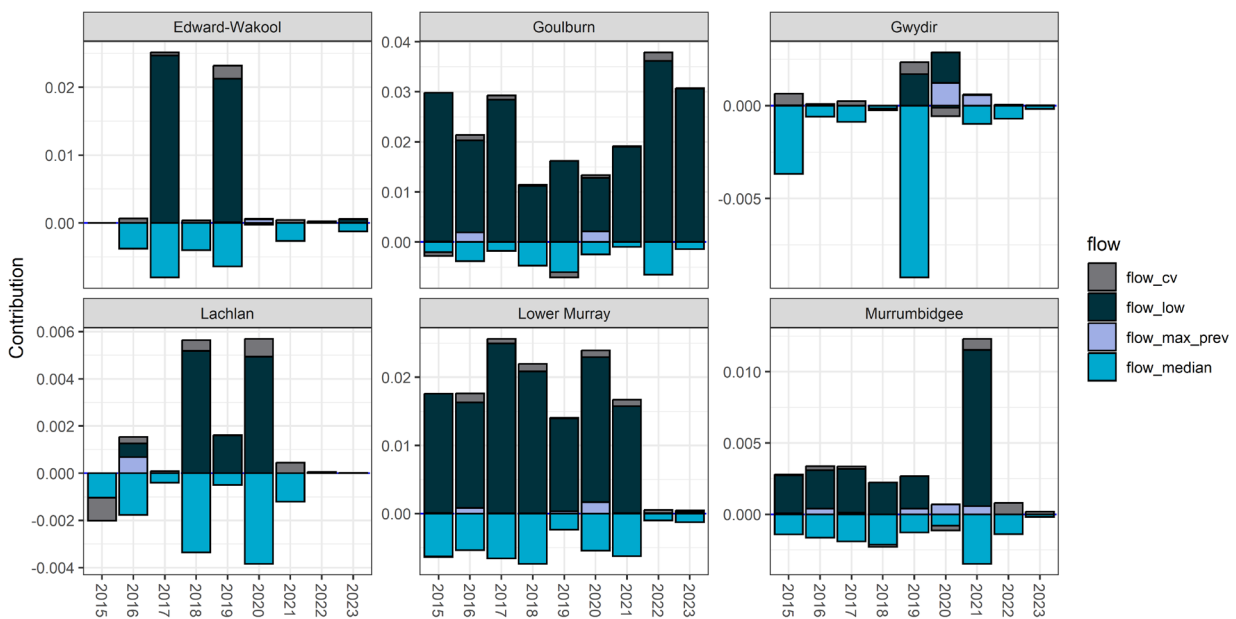 Edward-Wakool
Goulburn
Gwydir
0.02
0.01
0.00
0.04
0.03
0.02
0.01
0.00
0.000
-0.005
Contribution
Lachlan
Lower Murray
Murrumbidgee
0.006
0.004
0.002
0.000
-0.002
-0.004
0.02
0.01
0.00
0.010
0.005
0.000
2015 2016 2017 2018 2019 2020 2021 2022 2023
2015 2016 2017 2018 2019 2020 2021 2022 2023
2015 2016 2017 2018 2019 2020 2021 2022 2023
flow
flow_cv
flow_low
flow_max_prev
flow_median